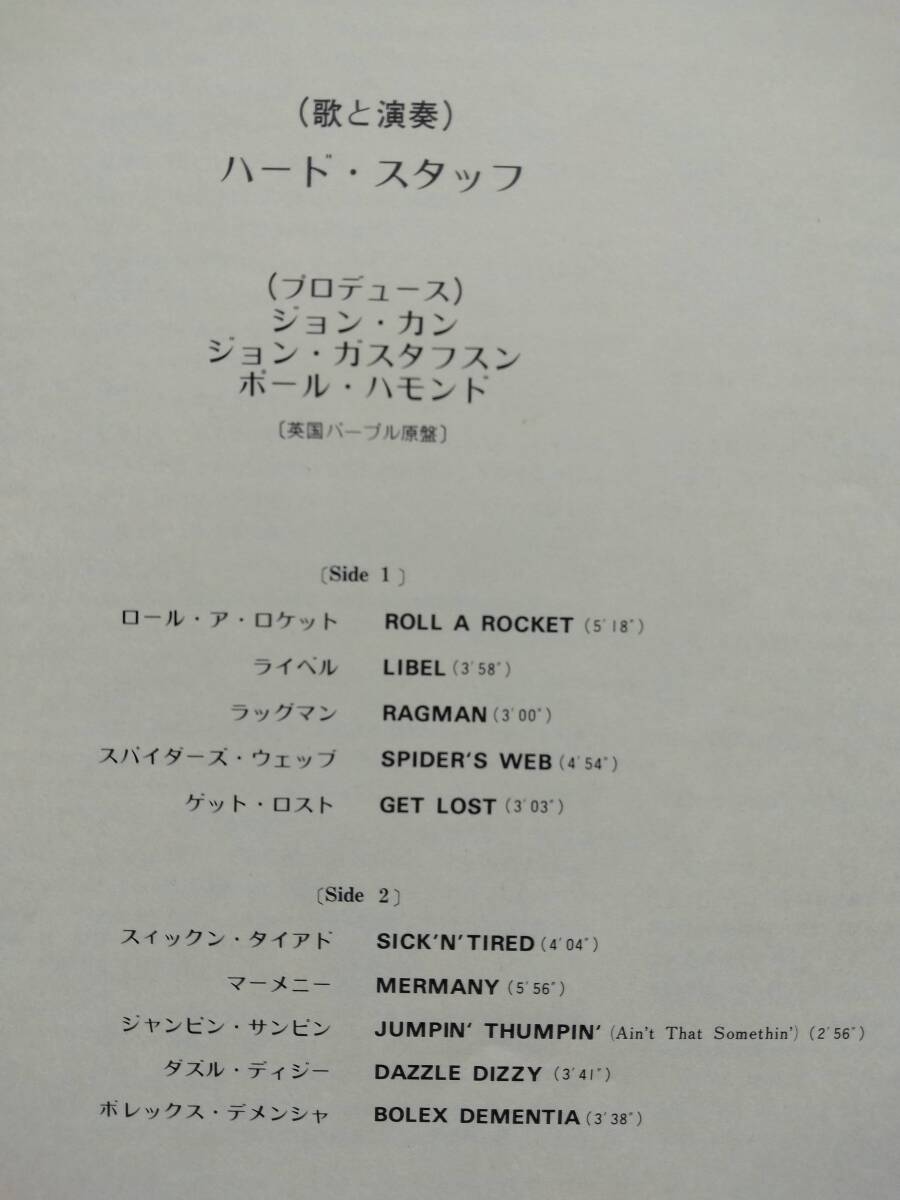 (歌と演奏)
ハード・スタッフ
(プロデュース)
ジョン・カン
ジョン・ガスタフスン
ポール・ハモンド
〔英国パープル原盤〕
〔Side 1〕
ロール・ア・ロケット ROLL A ROCKET (5'18")
ライベル LIBEL (3'58")
ラッグマン RAGMAN (3'00")
スパイダーズ・ウェッブ SPIDER'S WEB (4'54")
ゲット・ロスト GET LOST (3'03")
〔Side 2〕
スィックン・タイアド SICK'N'TIRED (4'04")
マーメニー MERMANY (5'56")
ジャンピン・サンピン JUMPIN' THUMPIN' (Ain't That Somethin') (2'56")
ダズル・ディジー DAZZLE DIZZY (3'41")
ボレックス・デメンシャ BOLEX DEMENTIA (3'38")